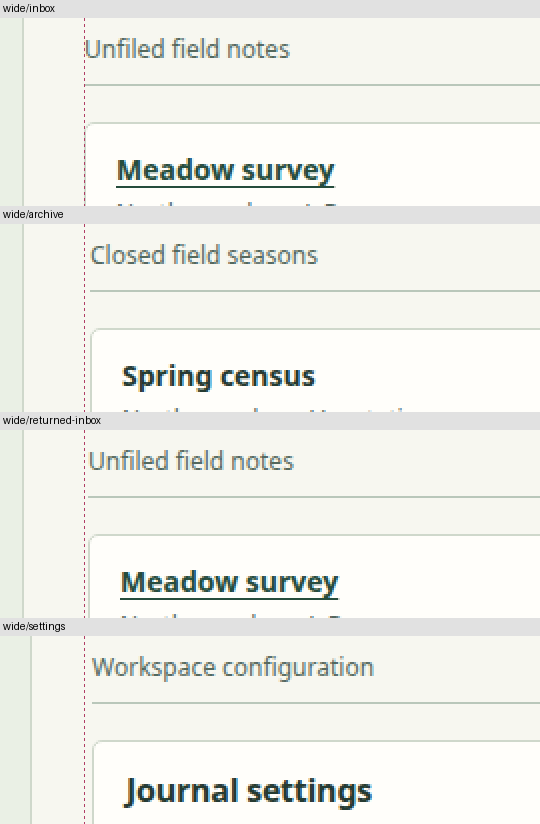 wide/inbox
Unfiled field notes
Meadow survey
wide/archive
Closed field seasons
Spring census
wide/returned-inbox
Unfiled field notes
Meadow survey
wide/settings
Workspace configuration
Journal settings